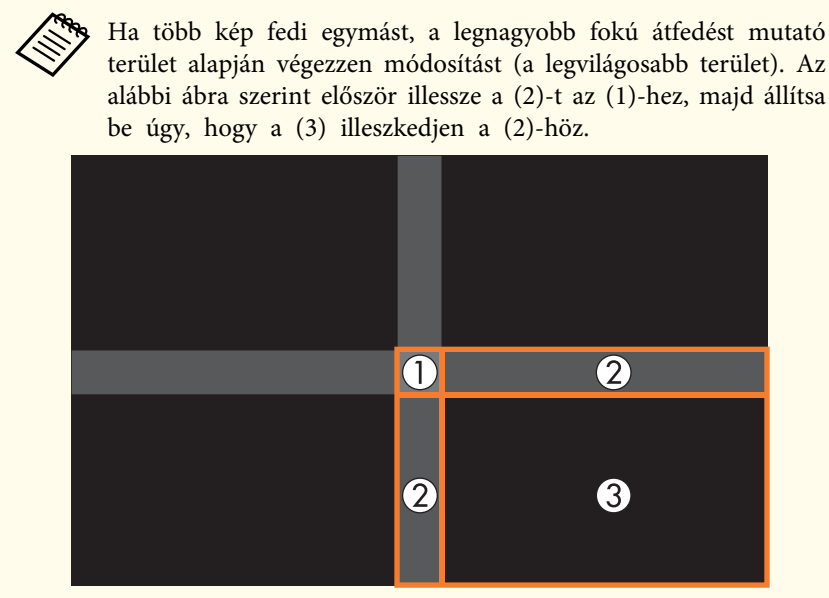 Ha több kép fedi egymást, a legnagyobb fokú átfedést mutató
terület alapján végezzen módosítást (a legvilágosabb terület). Az
alábbi ábra szerint először illessze a (2)-t az (1)-hez, majd állítsa
be úgy, hogy a (3) illeszkedjen a (2)-höz.
1 2
2 3